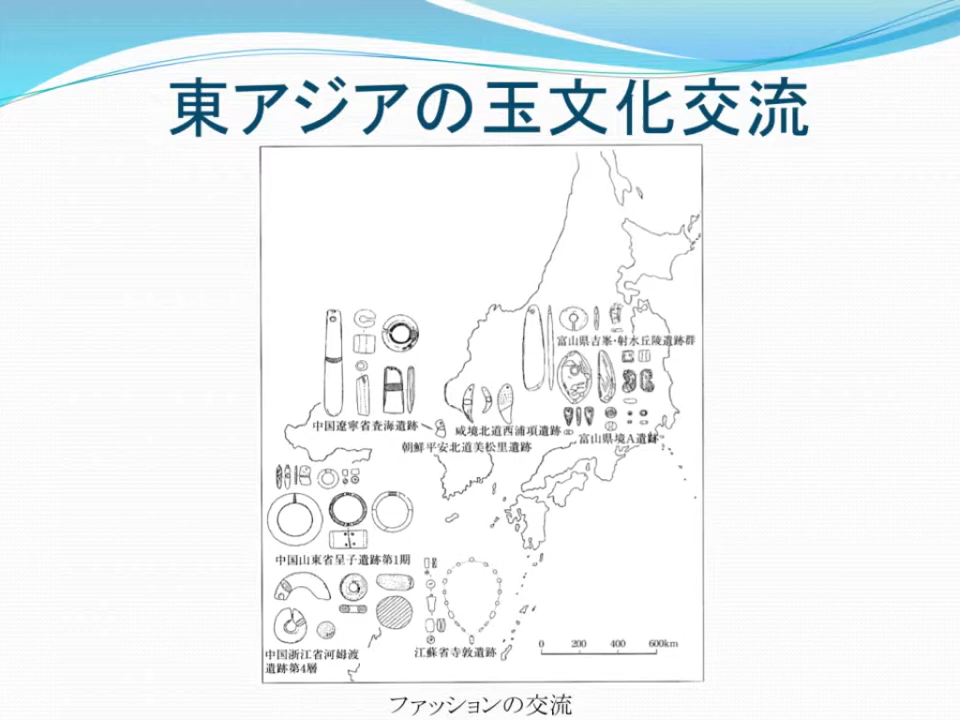 東アジアの玉文化交流
富山県吉峯・射水丘陵遺跡群
中国遼寧省査海遺跡
咸境北道西浦項遺跡
富山県境A遺跡
朝鮮平安北道美松里遺跡
中国山東省呈子遺跡第1期
中国浙江省河姆渡
遺跡第4層
江蘇省寺敦遺跡
0 200 400 600km
ファッションの交流